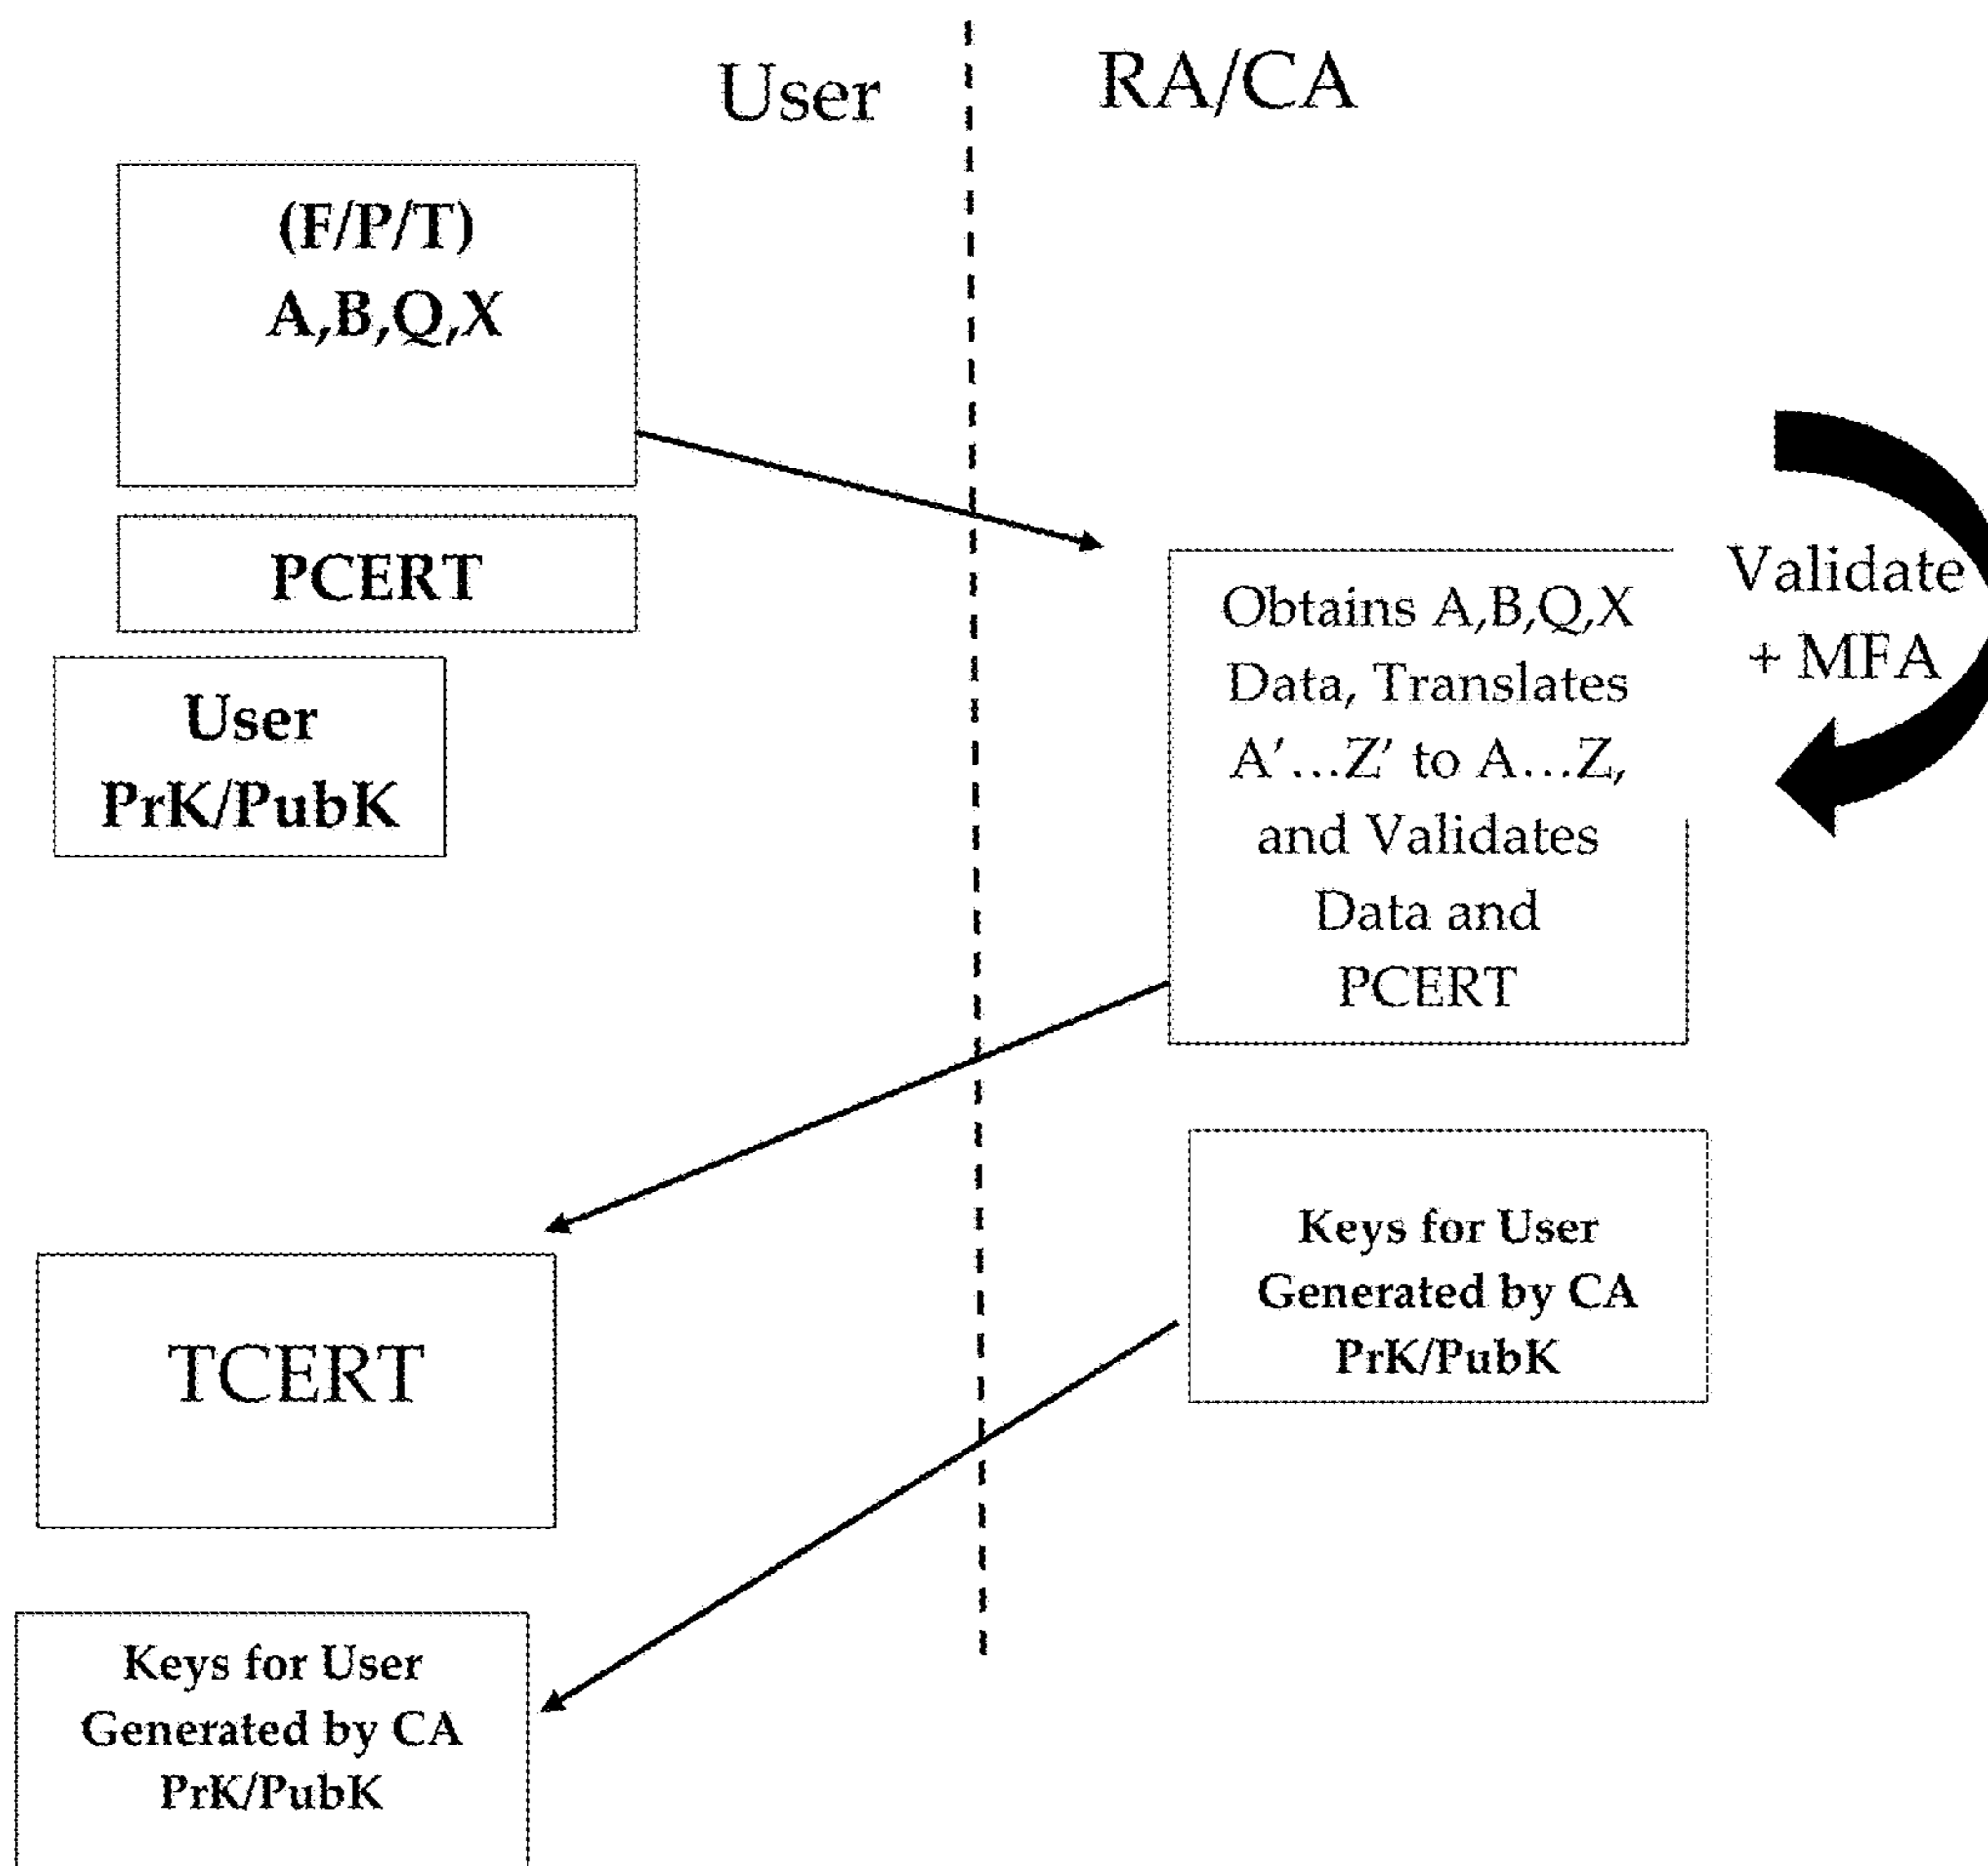 User
RA/CA
(F/P/T)
A,B,Q,X
PCERT
User
PrK/PubK
Obtains A,B,Q,X
Data, Translates
A′…Z′ to A…Z,
and Validates
Data and
PCERT
Validate
+ MFA
TCERT
Keys for User
Generated by CA
PrK/PubK
Keys for User
Generated by CA
PrK/PubK